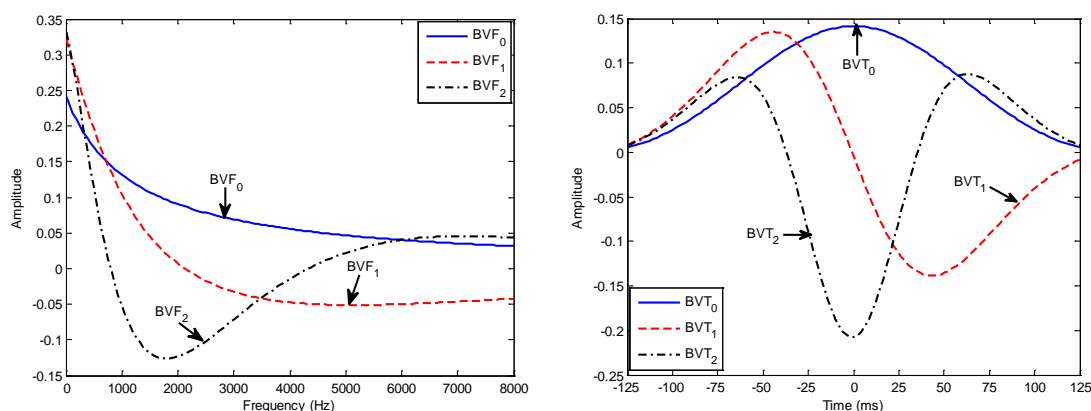 0.35
0.3
0.25
0.2
0.15
0.1
0.05
0
-0.05
-0.1
-0.15
Amplitude
0 1000 2000 3000 4000 5000 6000 7000 8000
Frequency (Hz)
BVF0
BVF1
BVF2
BVF0
BVF1
BVF2
0.15
0.1
0.05
0
-0.05
-0.1
-0.15
-0.2
-0.25
Amplitude
-125 -100 -75 -50 -25 0 25 50 75 100 125
Time (ms)
BVT0
BVT1
BVT2
BVT0
BVT1
BVT2